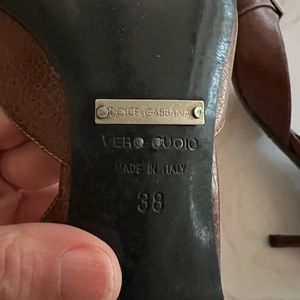 DOLCE & GABBANA
VERO CUOIO
MADE IN ITALY
38